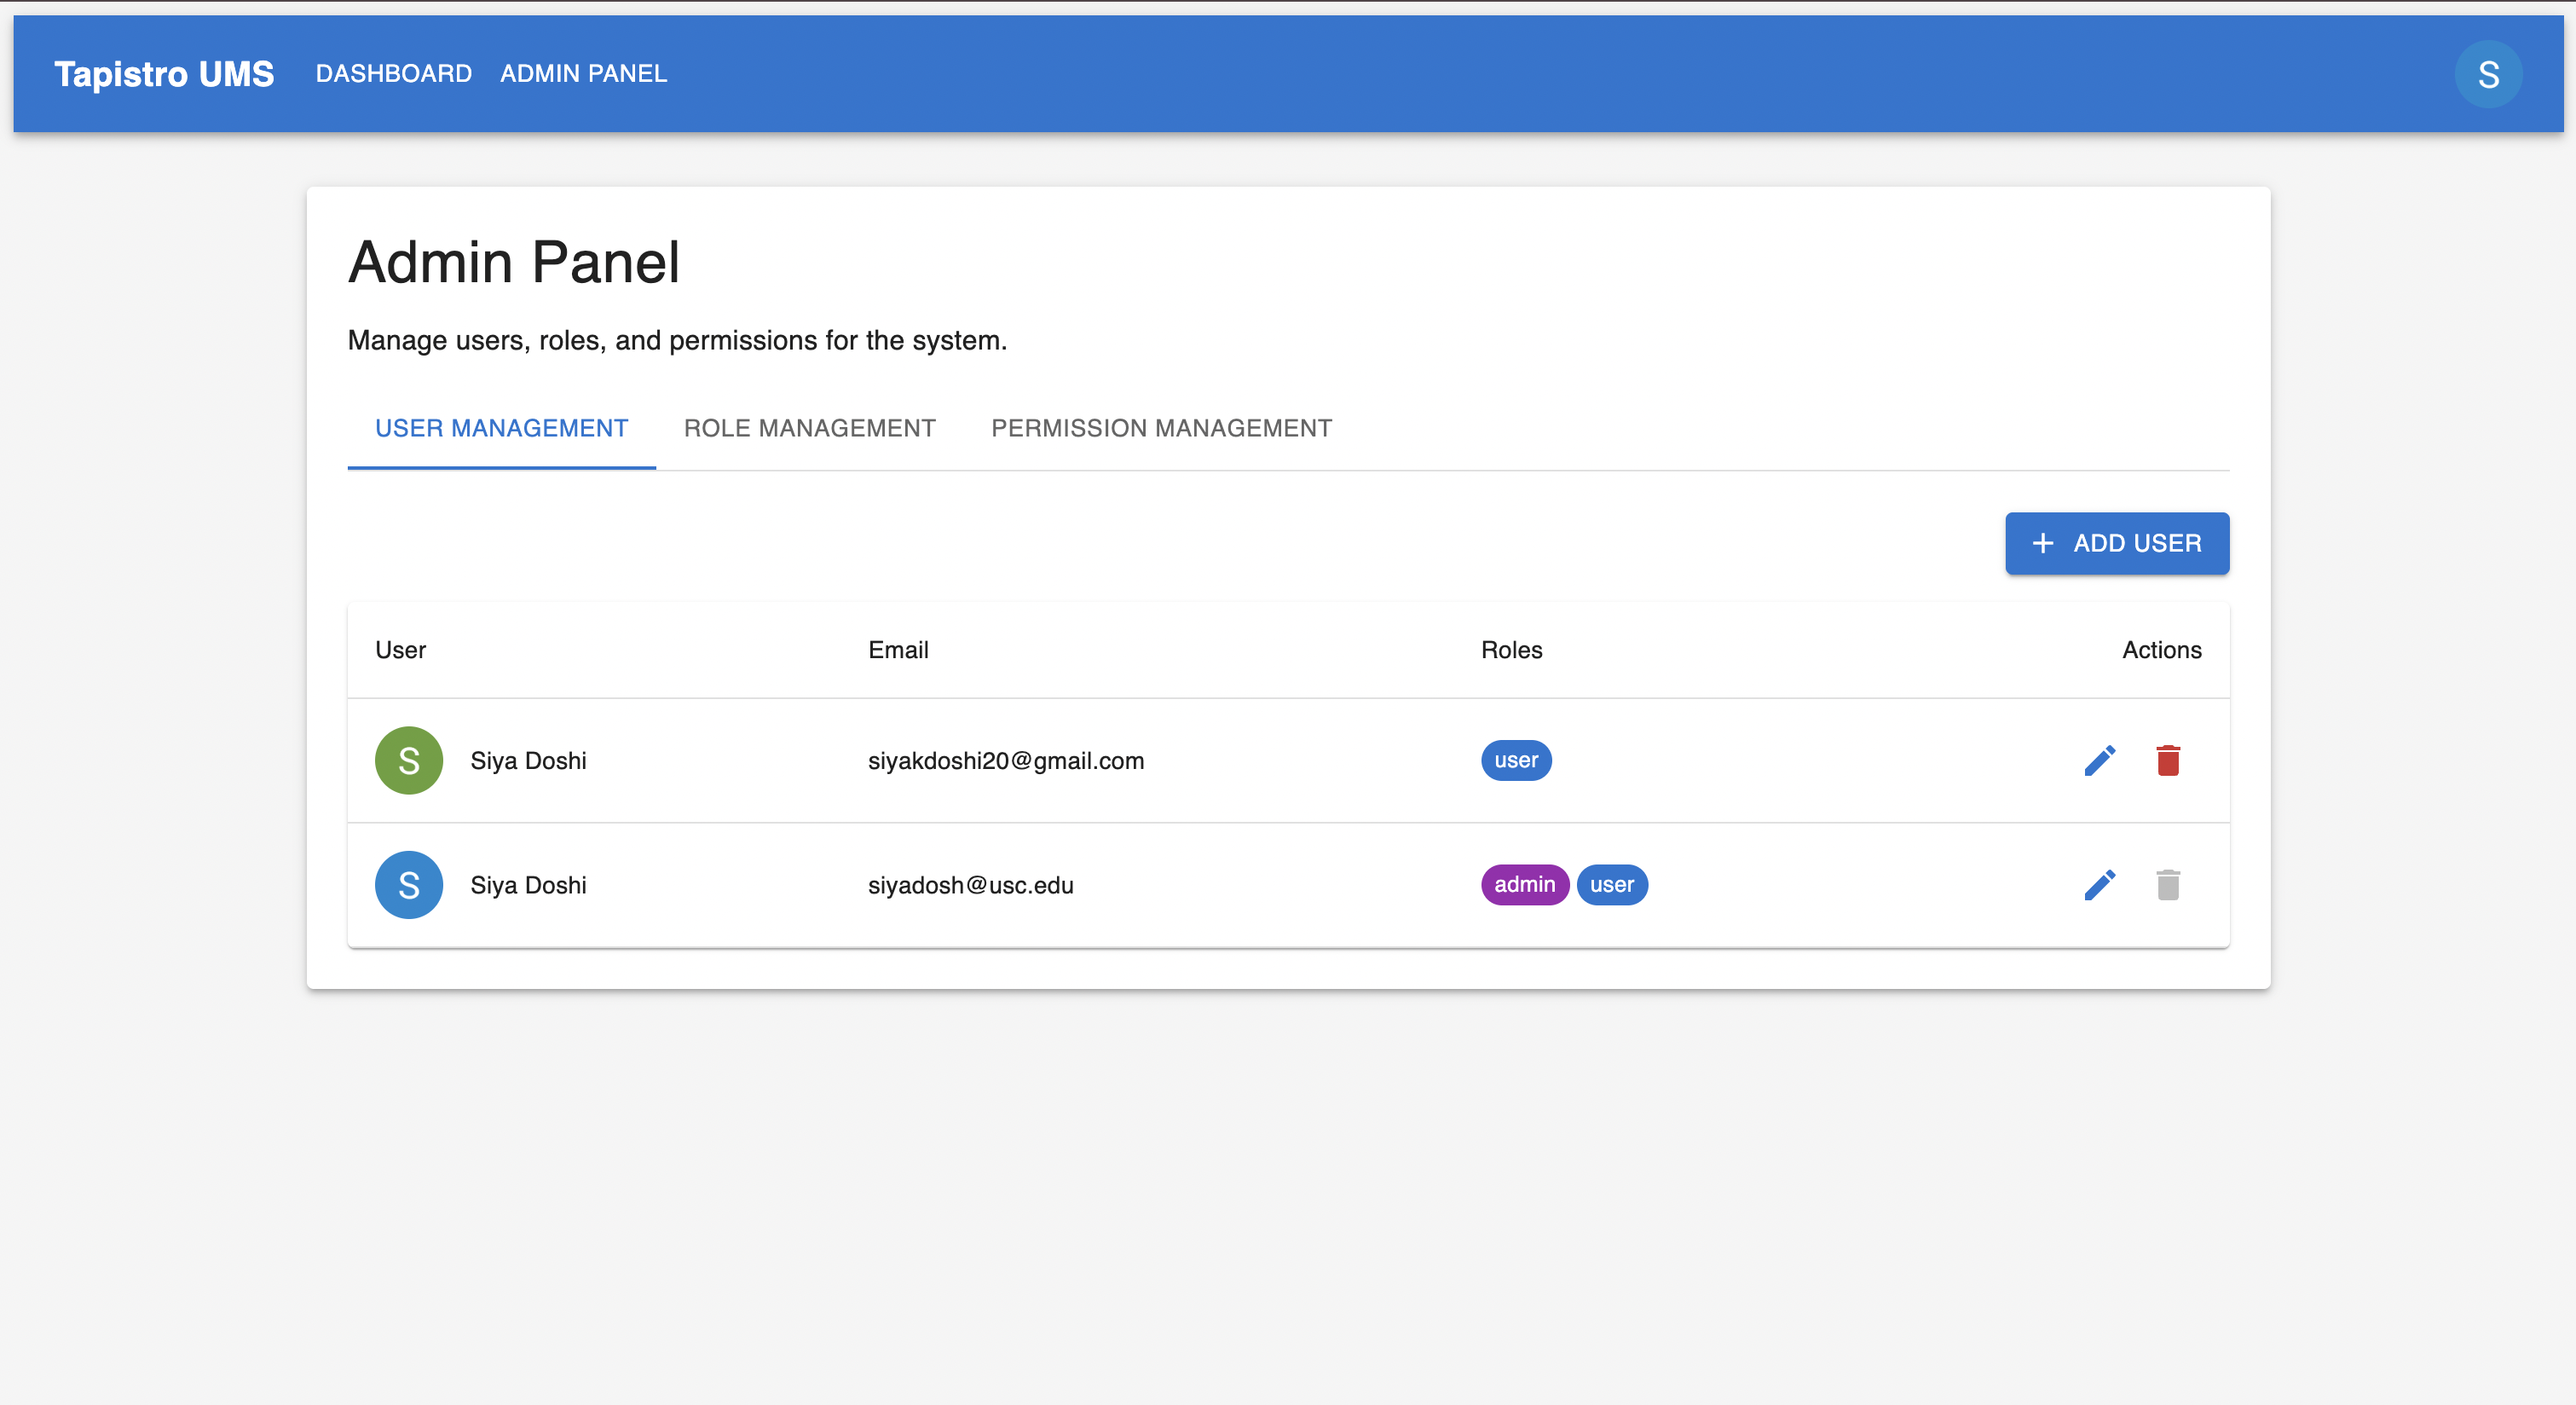 Tapistro UMS DASHBOARD ADMIN PANEL S
Admin Panel
Manage users, roles, and permissions for the system.
USER MANAGEMENT ROLE MANAGEMENT PERMISSION MANAGEMENT
+ ADD USER
User Email Roles Actions
S Siya Doshi siyakdoshi20@gmail.com user
S Siya Doshi siyadosh@usc.edu admin user